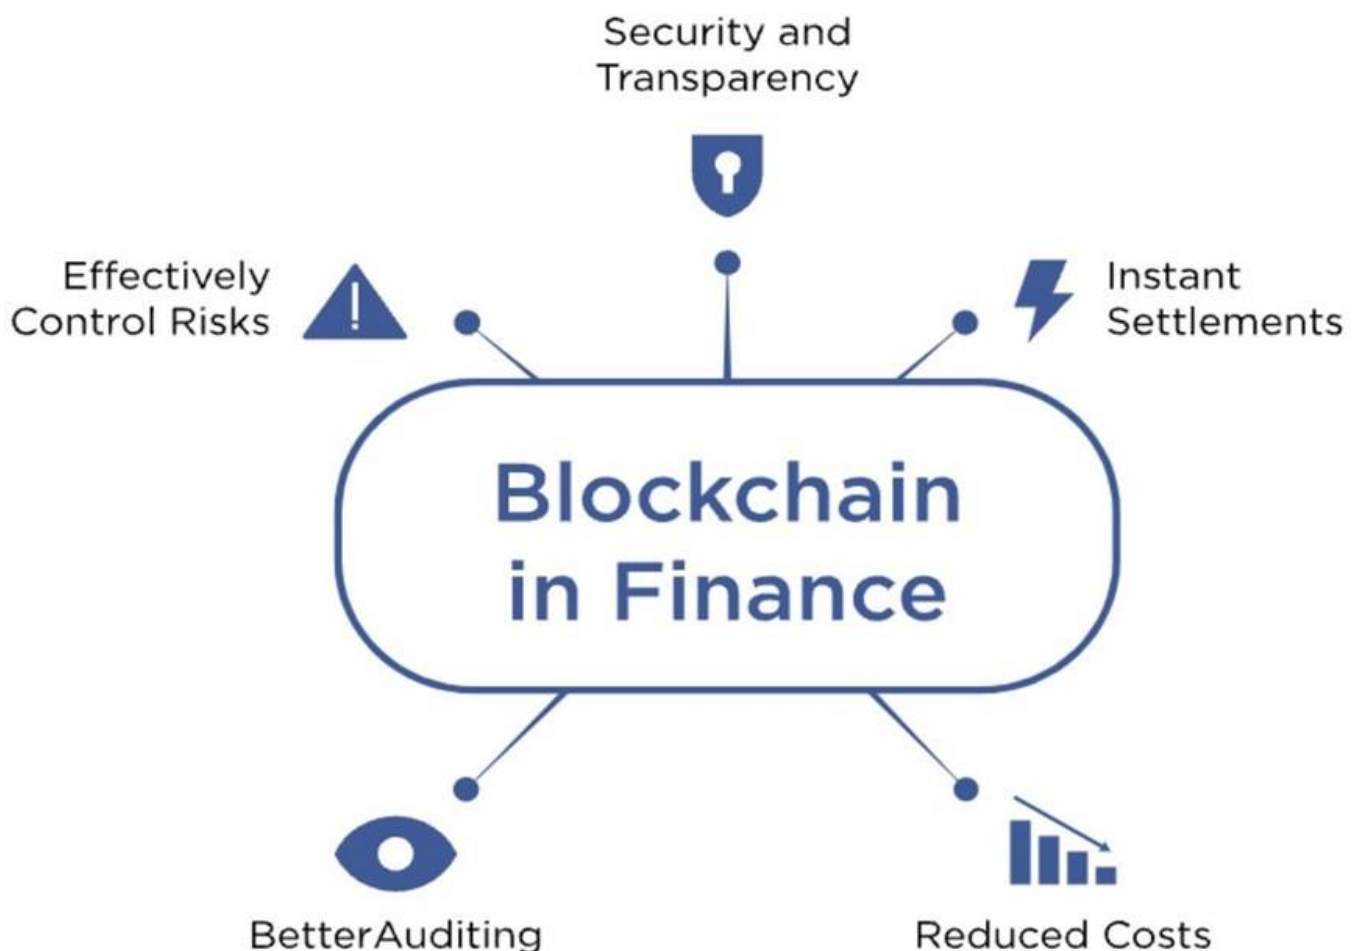 Security and
Transparency
Effectively
Control Risks
Instant
Settlements
Blockchain
in Finance
BetterAuditing
Reduced Costs